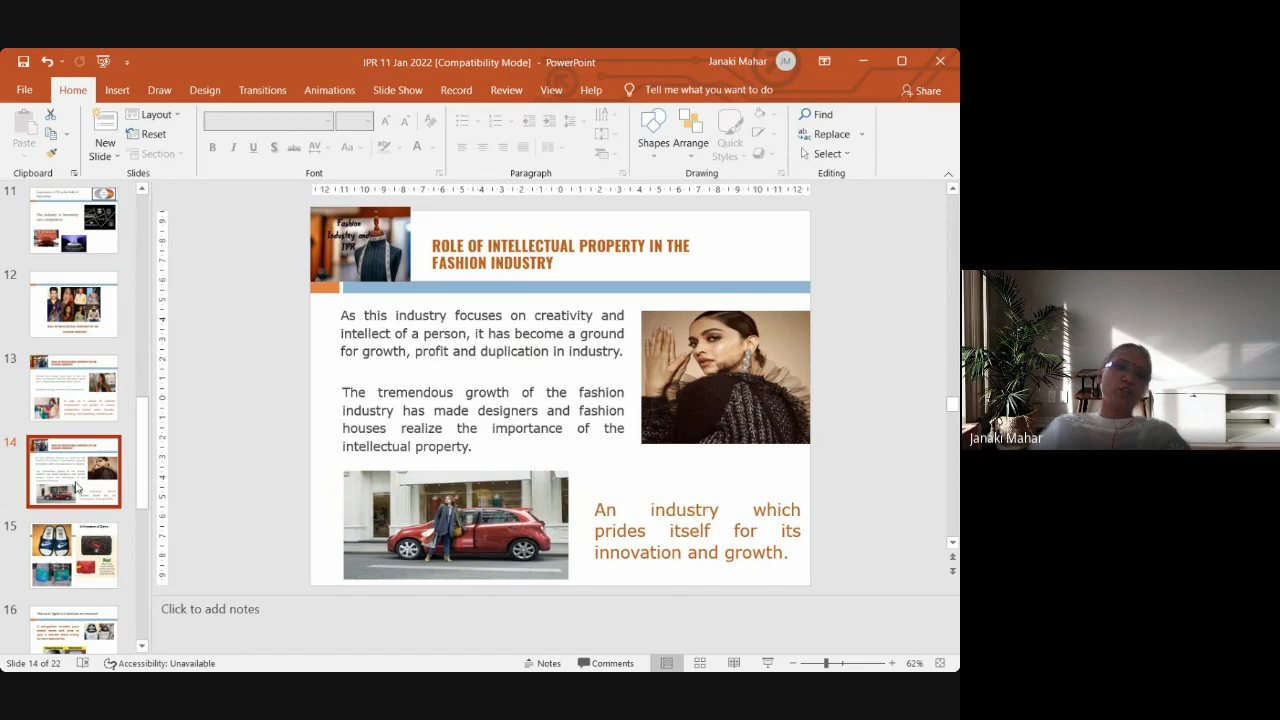 IPR 11 Jan 2022 [Compatibility Mode] - PowerPoint
Janaki Mahar
JM
File
Home
Insert
Draw
Design
Transitions
Animations
Slide Show
Record
Review
View
Help
Tell me what you want to do
Share
Paste
New
Slide
Layout
Reset
Section
Shapes
Arrange
Quick
Styles
Find
Replace
Select
Clipboard
Slides
Font
Paragraph
Drawing
Editing
11
12
13
14
15
16
Fashion
Industry and
IPR
ROLE OF INTELLECTUAL PROPERTY IN THE
FASHION INDUSTRY
As this industry focuses on creativity and
intellect of a person, it has become a ground
for growth, profit and duplication in industry.
The tremendous growth of the fashion
industry has made designers and fashion
houses realize the importance of the
intellectual property.
An industry which
prides itself for its
innovation and growth.
Click to add notes
Slide 14 of 22
Accessibility: Unavailable
Notes
Comments
62%
Janaki Mahar